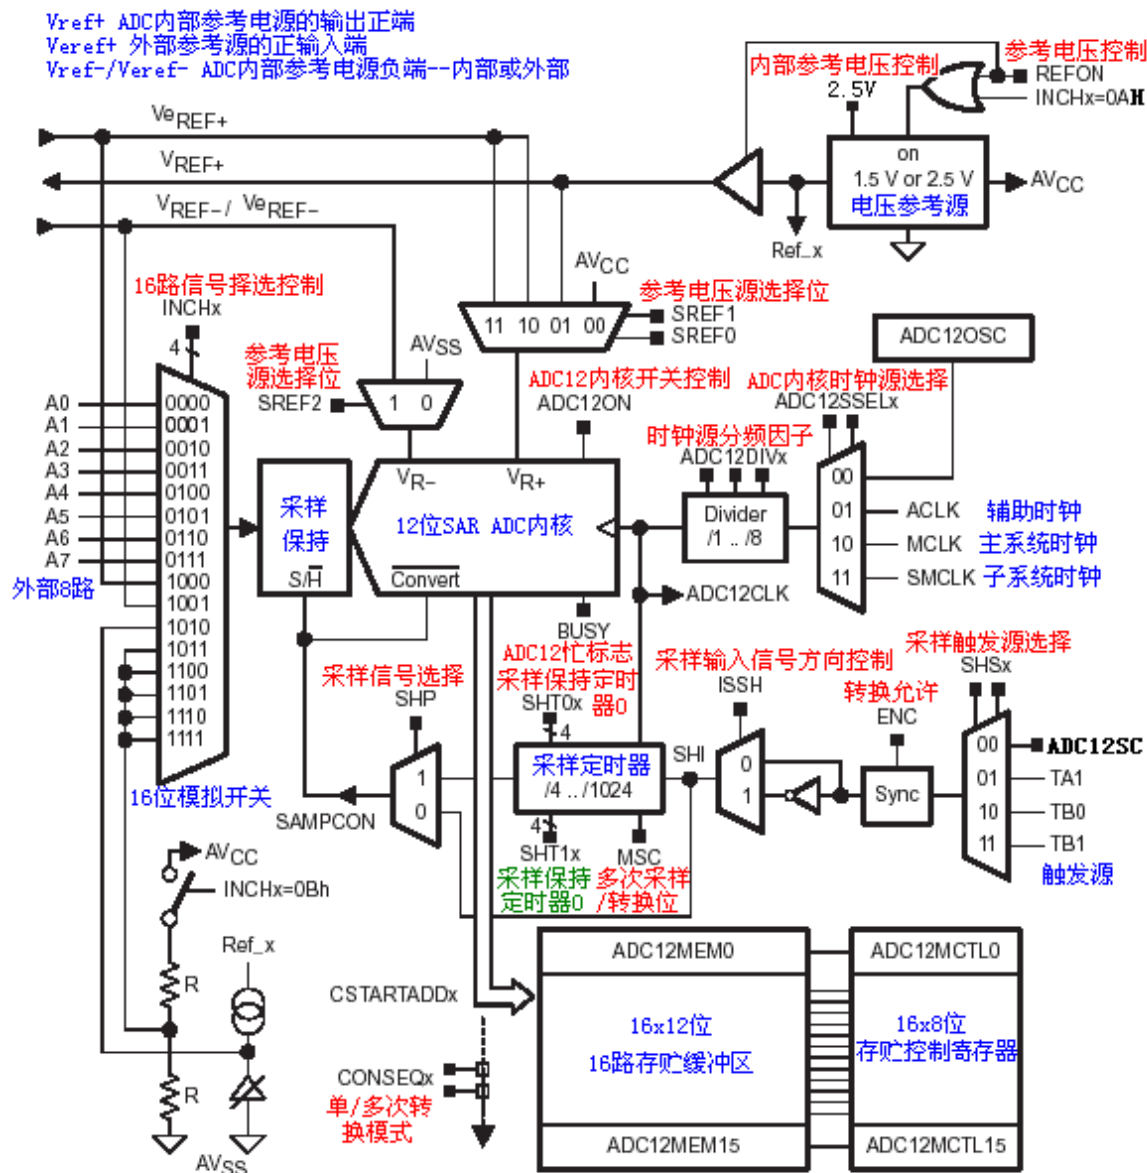 Vref+ ADC内部参考电源的输出正端
Veref+ 外部参考源的正输入端
Vref-/Veref- ADC内部参考电源负端--内部或外部
参考电压控制
内部参考电压控制
REFON
2.5V
INCHx=0AH
VeREF+
on
VREF+
1.5 V or 2.5 V
AVCC
电压参考源
VREF- / VeREF-
Ref_x
AVCC
16路信号择选控制
参考电压源选择位
INCHx
SREF1
11 10 01 00
SREF0
ADC12OSC
4
AVSS
参考电压
源选择位
ADC12内核开关控制
ADC内核时钟源选择
SREF2
1 0
ADC12ON
ADC12SSELx
时钟源分频因子
ADC12DIVx
A0 0000
A1 0001
A2 0010
A3 0011
A4 0100
A5 0101
A6 0110
A7 0111
外部8路
1000
1001
1010
1011
1100
1101
1110
1111
16位模拟开关
VR-
VR+
采样
保持
12位SAR ADC内核
S/H
Convert
Divider
/1 .. /8
00
01 ACLK 辅助时钟
10 MCLK 主系统时钟
11 SMCLK 子系统时钟
ADC12CLK
BUSY
ADC12忙标志
采样信号选择
采样保持定时
器0
采样输入信号方向控制
采样触发源选择
SHP
SHT0x
ISSH
转换允许
SHSx
4
ENC
SHI
采样定时器
/4 .. /1024
1
0
0
1
Sync
00 ADC12SC
01 TA1
10 TB0
11 TB1
触发源
SAMPCON
4
SHT1x
MSC
采样保持
定时器0
多次采样
/转换位
AVCC
INCHx=0Bh
Ref_x
R
R
AVSS
CSTARTADDx
CONSEQx
单/多次转
换模式
ADC12MEM0
ADC12MCTL0
16x12位
16路存贮缓冲区
16x8位
存贮控制寄存器
ADC12MEM15
ADC12MCTL15